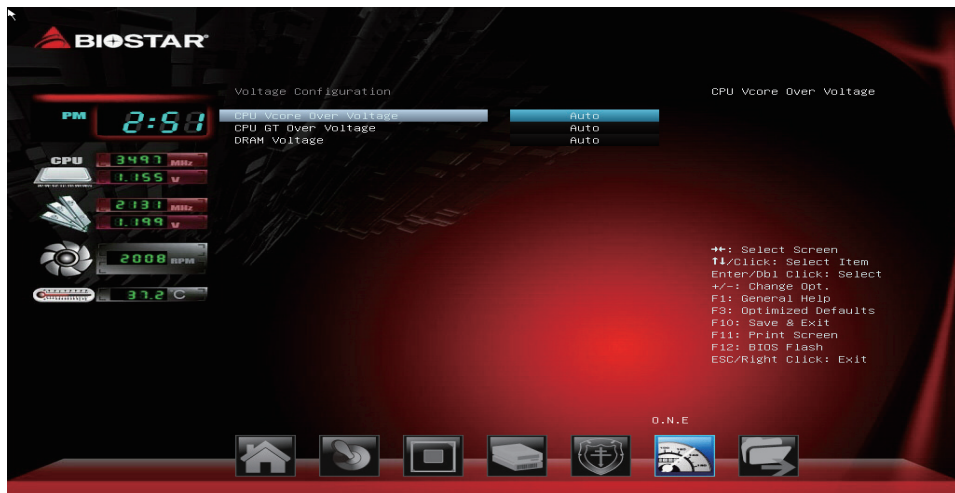 BIOSTAR
Voltage Configuration
CPU Vcore Over Voltage
CPU Vcore Over Voltage Auto
CPU GT Over Voltage Auto
DRAM Voltage Auto
PM 2:51
CPU 3497 MHz
1.155 V
2131 MHz
1.199 V
2008 RPM
37.2 °C
→←: Select Screen
↑↓/Click: Select Item
Enter/Dbl Click: Select
+/-: Change Opt.
F1: General Help
F3: Optimized Defaults
F10: Save & Exit
F11: Print Screen
F12: BIOS Flash
ESC/Right Click: Exit
O.N.E